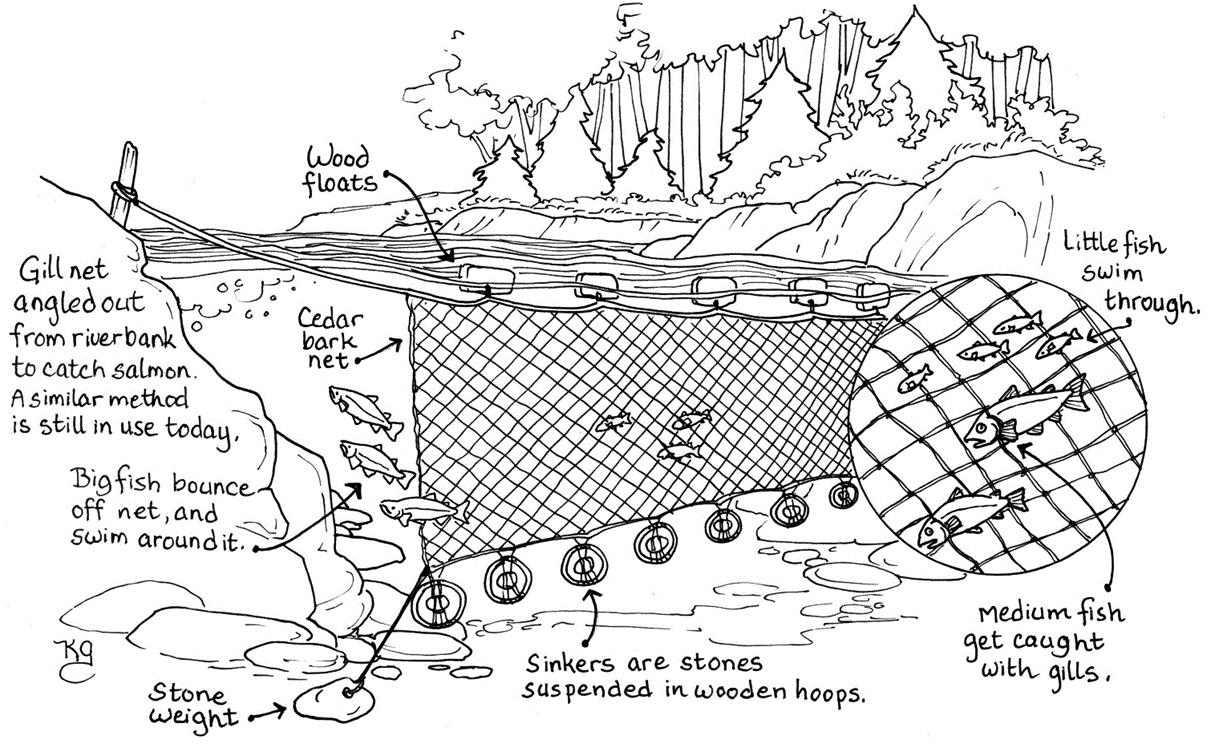 Wood
floats
Little fish
swim
through.
Gill net
angled out
from riverbank
to catch salmon.
A similar method
is still in use today.
Cedar
bark
net
Big fish bounce
off net, and
swim around it.
Medium fish
get caught
with gills.
KG
Sinkers are stones
suspended in wooden hoops.
Stone
weight